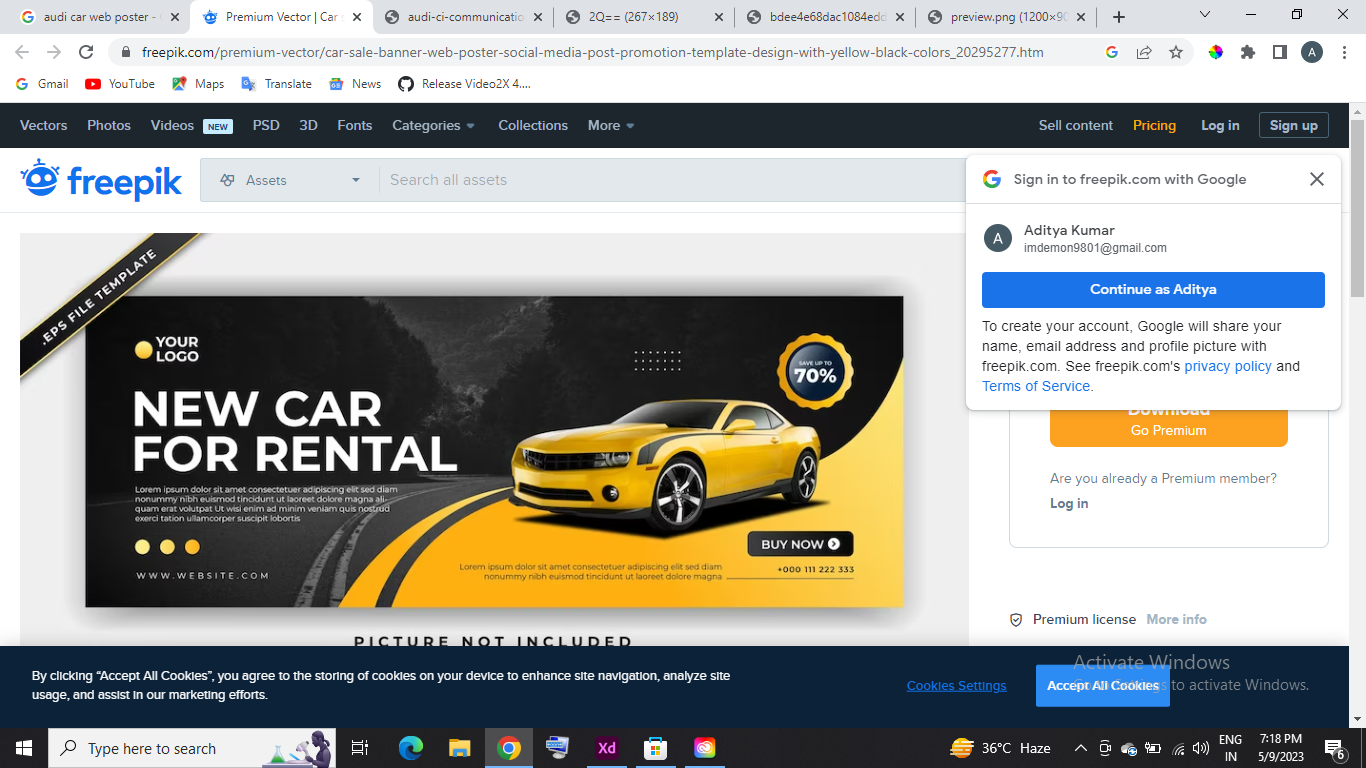 audi car web poster -
Premium Vector | Car
audi-ci-communicatio
2Q== (267×189)
bdee4e68dac1084edd
preview.png (1200×90
freepik.com/premium-vector/car-sale-banner-web-poster-social-media-post-promotion-template-design-with-yellow-black-colors_20295277.htm
A
Gmail
YouTube
Maps
Translate
News
Release Video2X 4....
Vectors
Photos
Videos NEW
PSD
3D
Fonts
Categories
Collections
More
Sell content
Pricing
Log in
Sign up
freepik
Assets
Search all assets
Sign in to freepik.com with Google
A
Aditya Kumar
imdemon9801@gmail.com
Continue as Aditya
To create your account, Google will share your
name, email address and profile picture with
freepik.com. See freepik.com's privacy policy and
Terms of Service.
.EPS FILE TEMPLATE
YOUR
LOGO
SAVE UP TO
70%
NEW CAR
FOR RENTAL
Lorem ipsum dolor sit amet consectetuer adipiscing elit sed diam
nonummy nibh euismod tincidunt ut laoreet dolore magna ali-
quam erat volutpat Ut wisi enim ad minim veniam quis nostrud
exerci tation ullamcorper suscipit lobortis
WWW.WEBSITE.COM
BUY NOW
Lorem ipsum dolor sit amet consectetuer adipiscing elit sed diam
nonummy nibh euismod tincidunt ut laoreet dolore magna
+000 111 222 333
PICTURE NOT INCLUDED
Download
Go Premium
Are you already a Premium member?
Log in
Premium license More info
By clicking “Accept All Cookies”, you agree to the storing of cookies on your device to enhance site navigation, analyze site
usage, and assist in our marketing efforts.
Cookies Settings
Accept All Cookies
Activate Windows
Go to Settings to activate Windows.
Type here to search
Xd
36°C Haze
ENG
IN
7:18 PM
5/9/2023
6